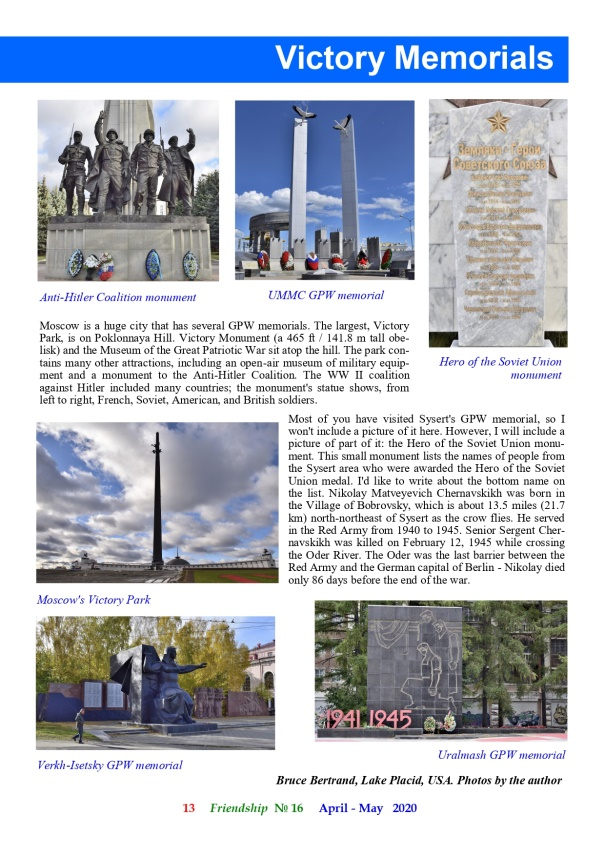 Victory Memorials
Земляки - Герои
Советского Союза
Anti-Hitler Coalition monument
UMMC GPW memorial
Hero of the Soviet Union
monument
Moscow is a huge city that has several GPW memorials. The largest, Victory
Park, is on Poklonnaya Hill. Victory Monument (a 465 ft / 141.8 m tall obe-
lisk) and the Museum of the Great Patriotic War sit atop the hill. The park con-
tains many other attractions, including an open-air museum of military equip-
ment and a monument to the Anti-Hitler Coalition. The WW II coalition
against Hitler included many countries; the monument's statue shows, from
left to right, French, Soviet, American, and British soldiers.
Most of you have visited Sysert's GPW memorial, so I
won't include a picture of it here. However, I will include a
picture of part of it: the Hero of the Soviet Union monu-
ment. This small monument lists the names of people from
the Sysert area who were awarded the Hero of the Soviet
Union medal. I'd like to write about the bottom name on
the list. Nikolay Matveyevich Chernavskikh was born in
the Village of Bobrovsky, which is about 13.5 miles (21.7
km) north-northeast of Sysert as the crow flies. He served
in the Red Army from 1940 to 1945. Senior Sergent Cher-
navskikh was killed on February 12, 1945 while crossing
the Oder River. The Oder was the last barrier between the
Red Army and the German capital of Berlin - Nikolay died
only 86 days before the end of the war.
Moscow's Victory Park
1941 1945
Verkh-Isetsky GPW memorial
Uralmash GPW memorial
Bruce Bertrand, Lake Placid, USA. Photos by the author
13 Friendship № 16 April - May 2020